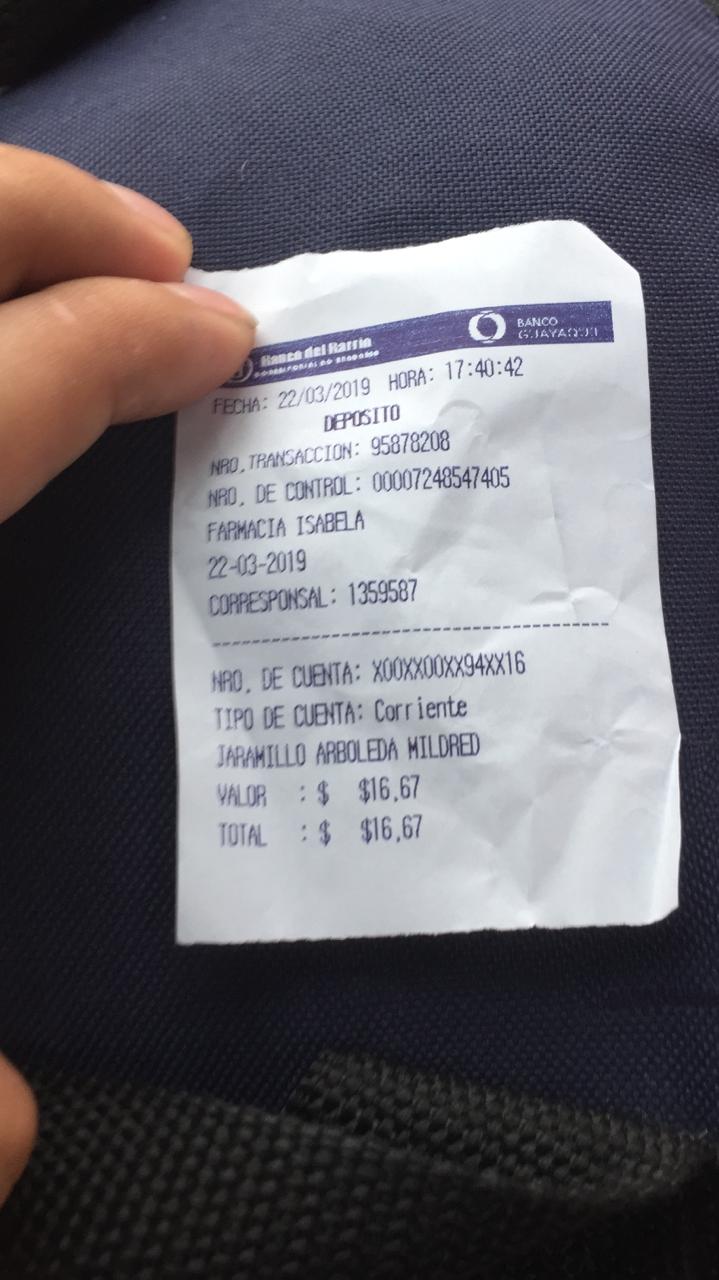 Banco del Barrio
BANCO
GUAYAQUIL
FECHA: 22/03/2019 HORA: 17:40:42
DEPOSITO
NRO.TRANSACCION: 95878208
NRO. DE CONTROL: 00007248547405
FARMACIA ISABELA
22-03-2019
CORRESPONSAL: 1359587
NRO. DE CUENTA: X00XX00XX94XX16
TIPO DE CUENTA: Corriente
JARAMILLO ARBOLEDA MILDRED
VALOR : $ $16,67
TOTAL : $ $16,67